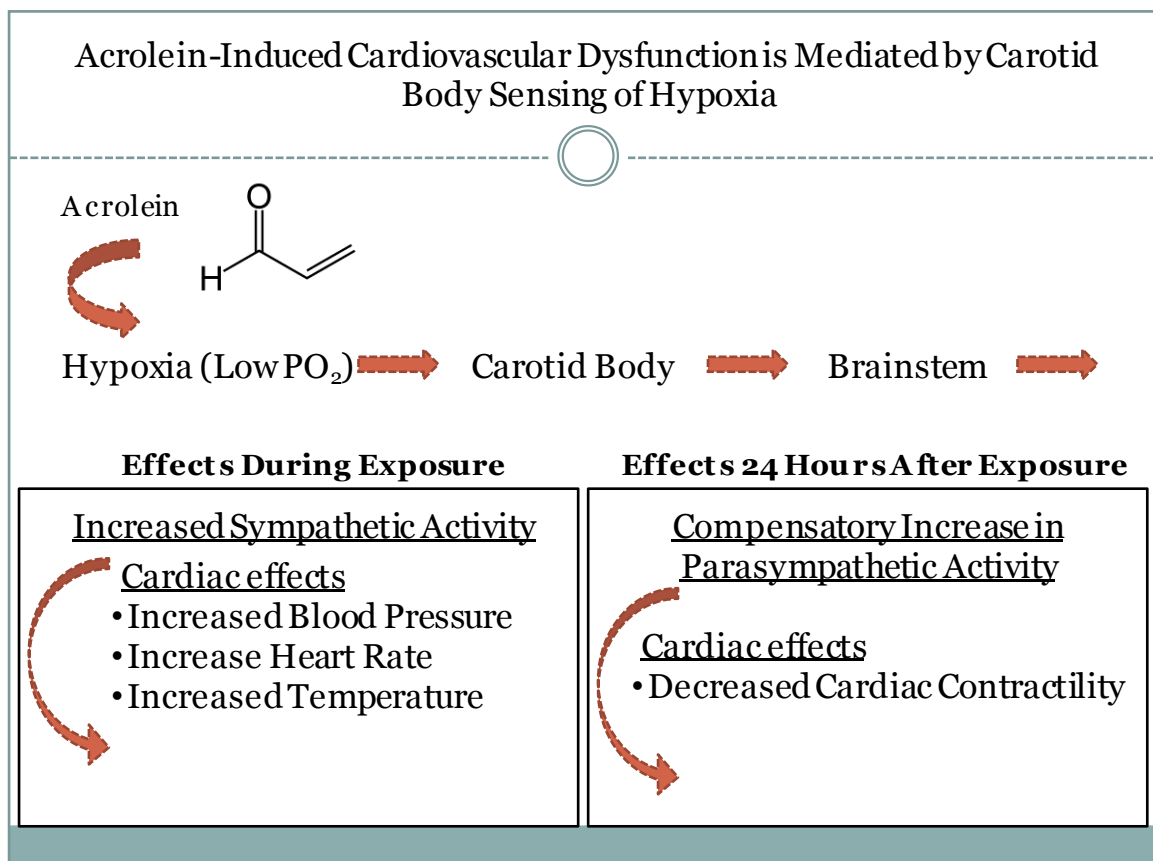 Acrolein-Induced Cardiovascular Dysfunction is Mediated by Carotid
Body Sensing of Hypoxia
Acrolein
O
H
Hypoxia (Low PO₂)
Carotid Body
Brainstem
Effects During Exposure
Increased Sympathetic Activity
Cardiac effects
•Increased Blood Pressure
•Increase Heart Rate
•Increased Temperature
Effects 24 Hours After Exposure
Compensatory Increase in
Parasympathetic Activity
Cardiac effects
•Decreased Cardiac Contractility